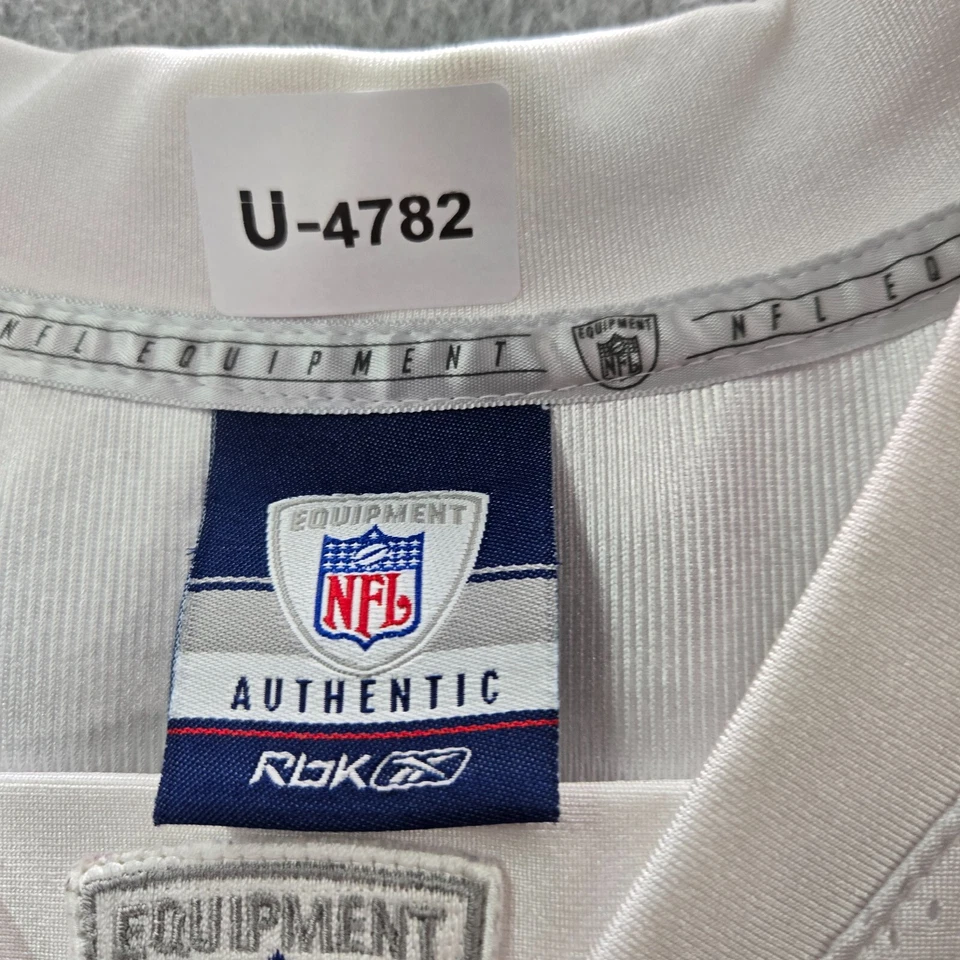 U-4782
NFL EQUIPMENT
EQUIPMENT
NFL
NFL EQ
EQUIPMENT
NFL
AUTHENTIC
RBK
EQUIPMENT